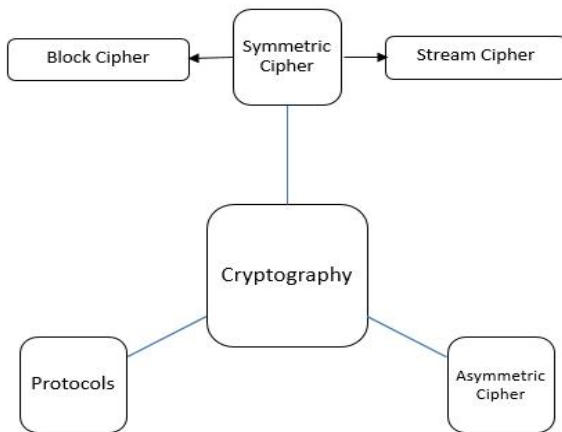 Symmetric
Cipher
Block Cipher
Stream Cipher
Cryptography
Protocols
Asymmetric
Cipher